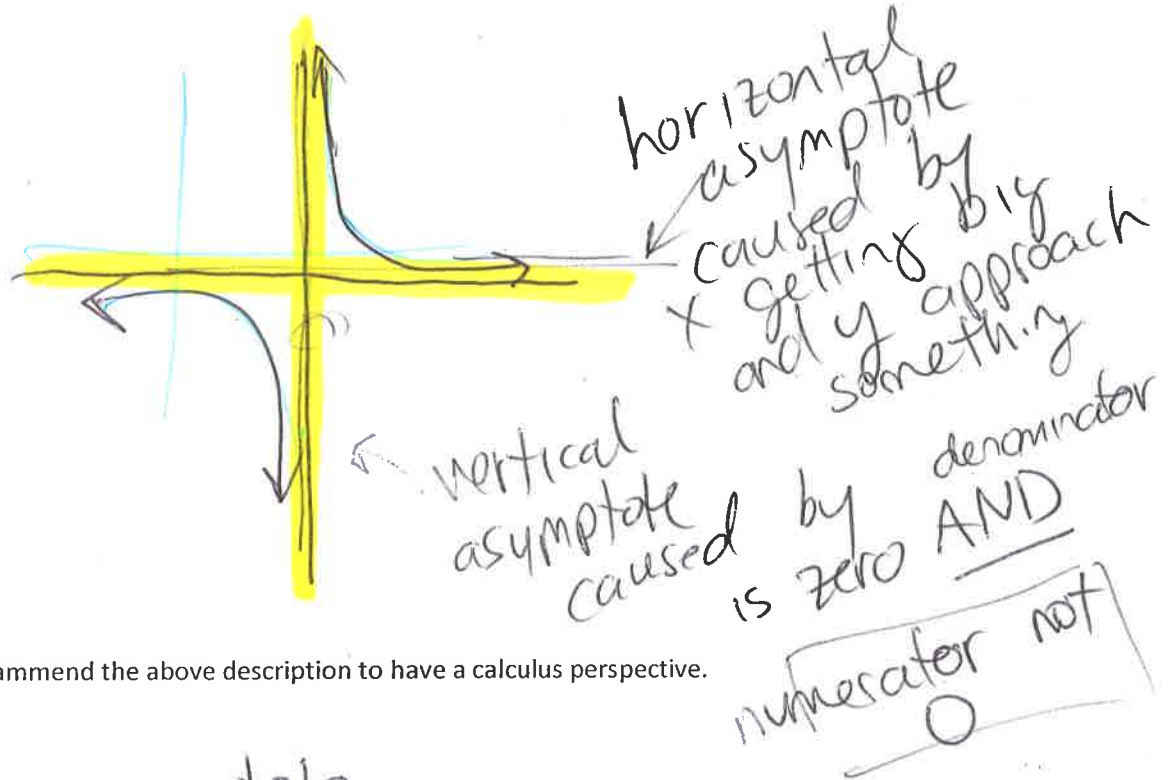 horizontal
asymptote
caused by
x getting big
and y approach
something
vertical
asymptote
caused by denominator
is zero AND
numerator not
0
ammend the above description to have a calculus perspective.